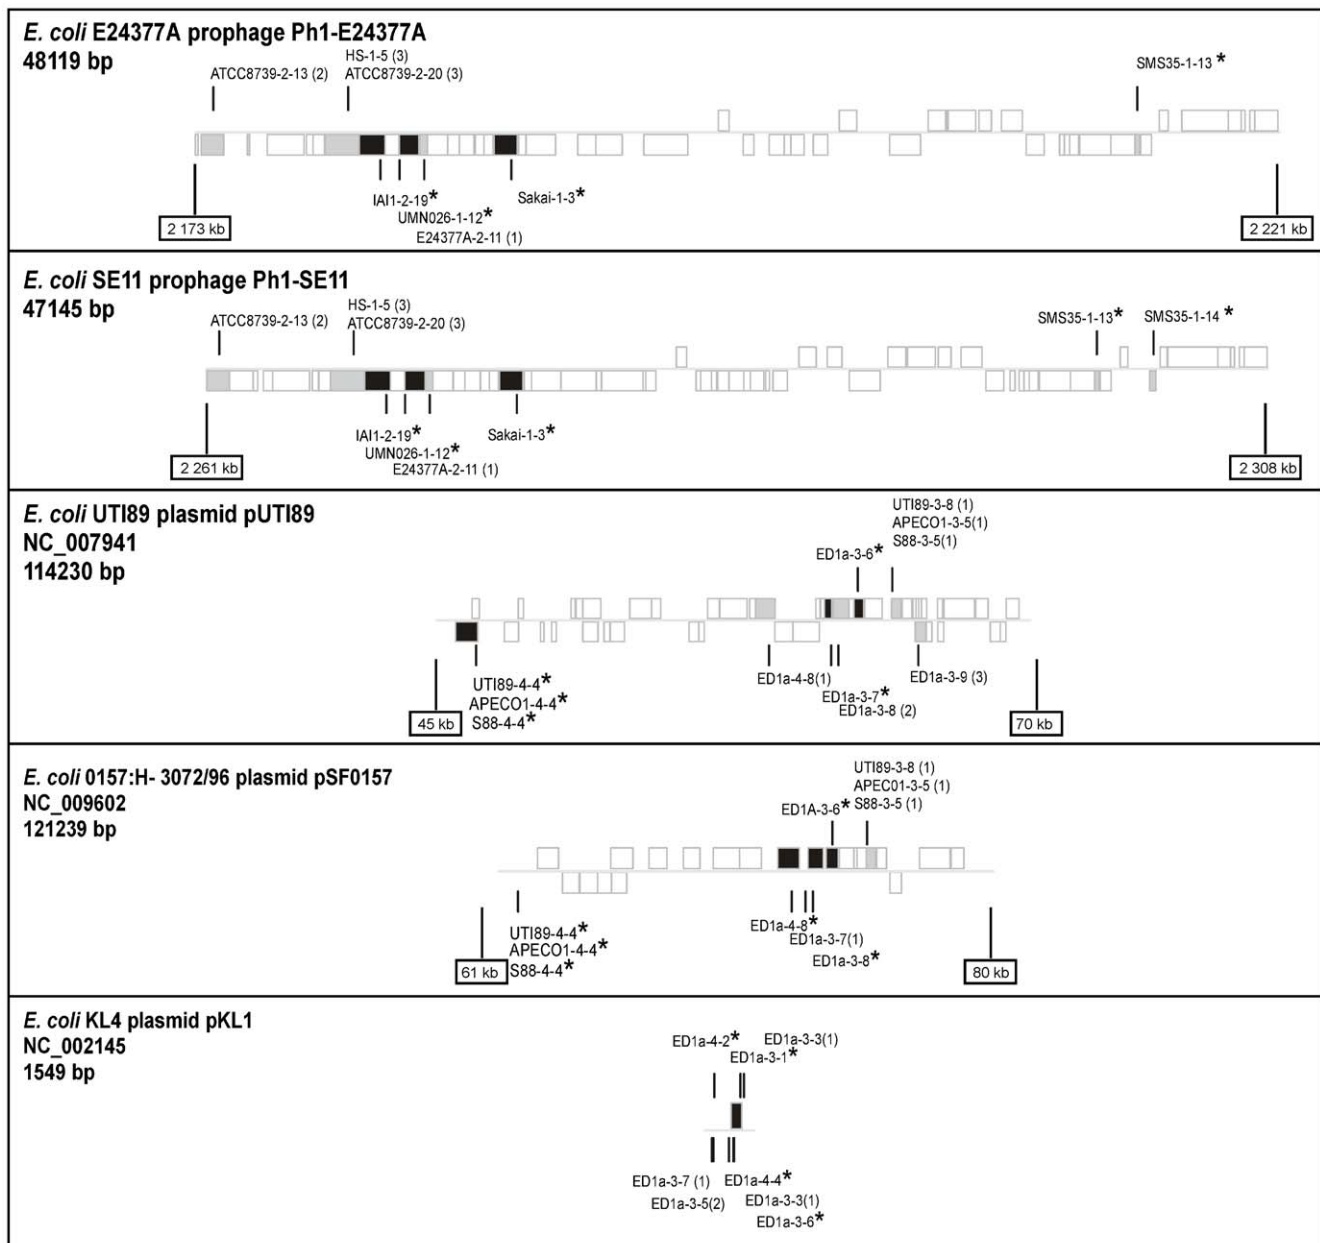 E. coli E24377A prophage Ph1-E24377A
48119 bp
HS-1-5 (3)
ATCC8739-2-13 (2)
ATCC8739-2-20 (3)
SMS35-1-13 *
IAI1-2-19*
Sakai-1-3*
UMN026-1-12*
E24377A-2-11 (1)
2 173 kb
2 221 kb
E. coli SE11 prophage Ph1-SE11
47145 bp
HS-1-5 (3)
ATCC8739-2-13 (2)
ATCC8739-2-20 (3)
SMS35-1-13*
SMS35-1-14 *
IAI1-2-19*
Sakai-1-3*
UMN026-1-12*
E24377A-2-11 (1)
2 261 kb
2 308 kb
E. coli UTI89 plasmid pUTI89
NC_007941
114230 bp
UTI89-3-8 (1)
APECO1-3-5(1)
S88-3-5(1)
ED1a-3-6*
UTI89-4-4*
APECO1-4-4*
S88-4-4*
ED1a-4-8(1)
ED1a-3-7*
ED1a-3-8 (2)
ED1a-3-9 (3)
45 kb
70 kb
E. coli 0157:H- 3072/96 plasmid pSF0157
NC_009602
121239 bp
UTI89-3-8 (1)
APEC01-3-5 (1)
S88-3-5 (1)
ED1A-3-6*
UTI89-4-4*
APECO1-4-4*
S88-4-4*
ED1a-4-8*
ED1a-3-7(1)
ED1a-3-8*
61 kb
80 kb
E. coli KL4 plasmid pKL1
NC_002145
1549 bp
ED1a-4-2*
ED1a-3-3(1)
ED1a-3-1*
ED1a-3-7 (1)
ED1a-4-4*
ED1a-3-5(2)
ED1a-3-3(1)
ED1a-3-6*